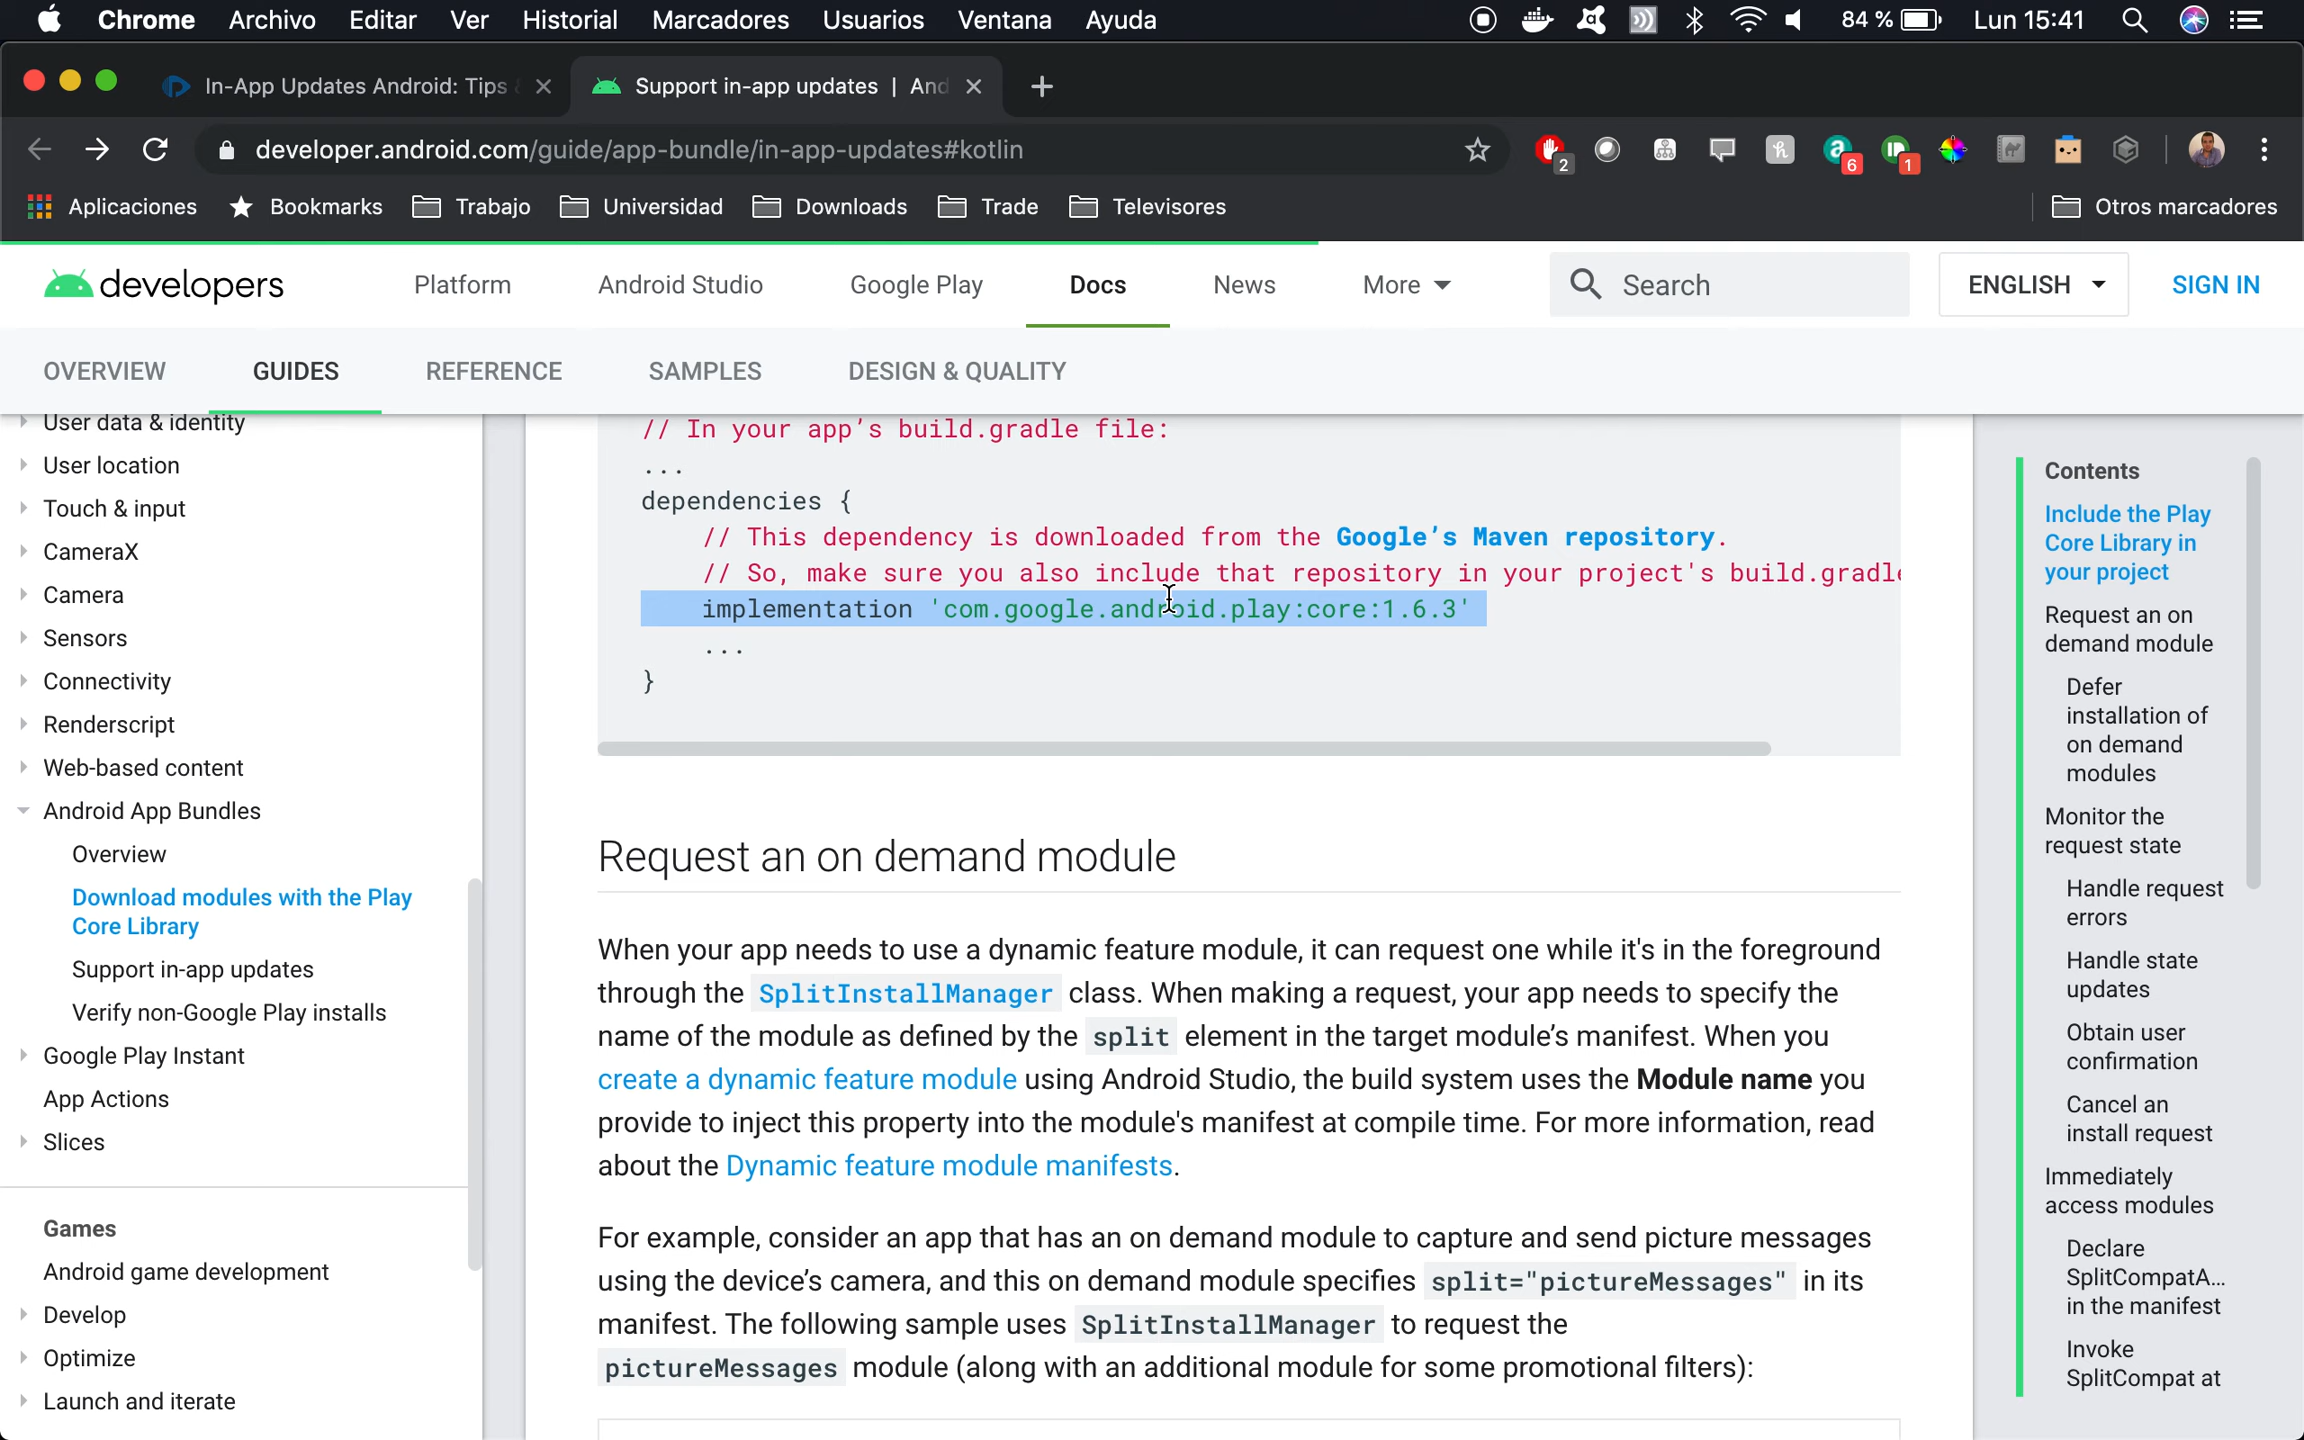 Chrome Archivo Editar Ver Historial Marcadores Usuarios Ventana Ayuda 84 % Lun 15:41
In-App Updates Android: Tips
Support in-app updates | And
developer.android.com/guide/app-bundle/in-app-updates#kotlin
2 6 1
Aplicaciones Bookmarks Trabajo Universidad Downloads Trade Televisores Otros marcadores
developers Platform Android Studio Google Play Docs News More Search ENGLISH SIGN IN
OVERVIEW GUIDES REFERENCE SAMPLES DESIGN & QUALITY
User data & identity
User location
Touch & input
CameraX
Camera
Sensors
Connectivity
Renderscript
Web-based content
Android App Bundles
Overview
Download modules with the Play
Core Library
Support in-app updates
Verify non-Google Play installs
Google Play Instant
App Actions
Slices
Games
Android game development
Develop
Optimize
Launch and iterate
// In your app’s build.gradle file:
...
dependencies {
// This dependency is downloaded from the Google’s Maven repository.
// So, make sure you also include that repository in your project's build.gradle
implementation 'com.google.android.play:core:1.6.3'
...
}
Request an on demand module
When your app needs to use a dynamic feature module, it can request one while it's in the foreground
through the SplitInstallManager class. When making a request, your app needs to specify the
name of the module as defined by the split element in the target module’s manifest. When you
create a dynamic feature module using Android Studio, the build system uses the Module name you
provide to inject this property into the module's manifest at compile time. For more information, read
about the Dynamic feature module manifests.
For example, consider an app that has an on demand module to capture and send picture messages
using the device’s camera, and this on demand module specifies split="pictureMessages" in its
manifest. The following sample uses SplitInstallManager to request the
pictureMessages module (along with an additional module for some promotional filters):
Contents
Include the Play
Core Library in
your project
Request an on
demand module
Defer
installation of
on demand
modules
Monitor the
request state
Handle request
errors
Handle state
updates
Obtain user
confirmation
Cancel an
install request
Immediately
access modules
Declare
SplitCompatA...
in the manifest
Invoke
SplitCompat at